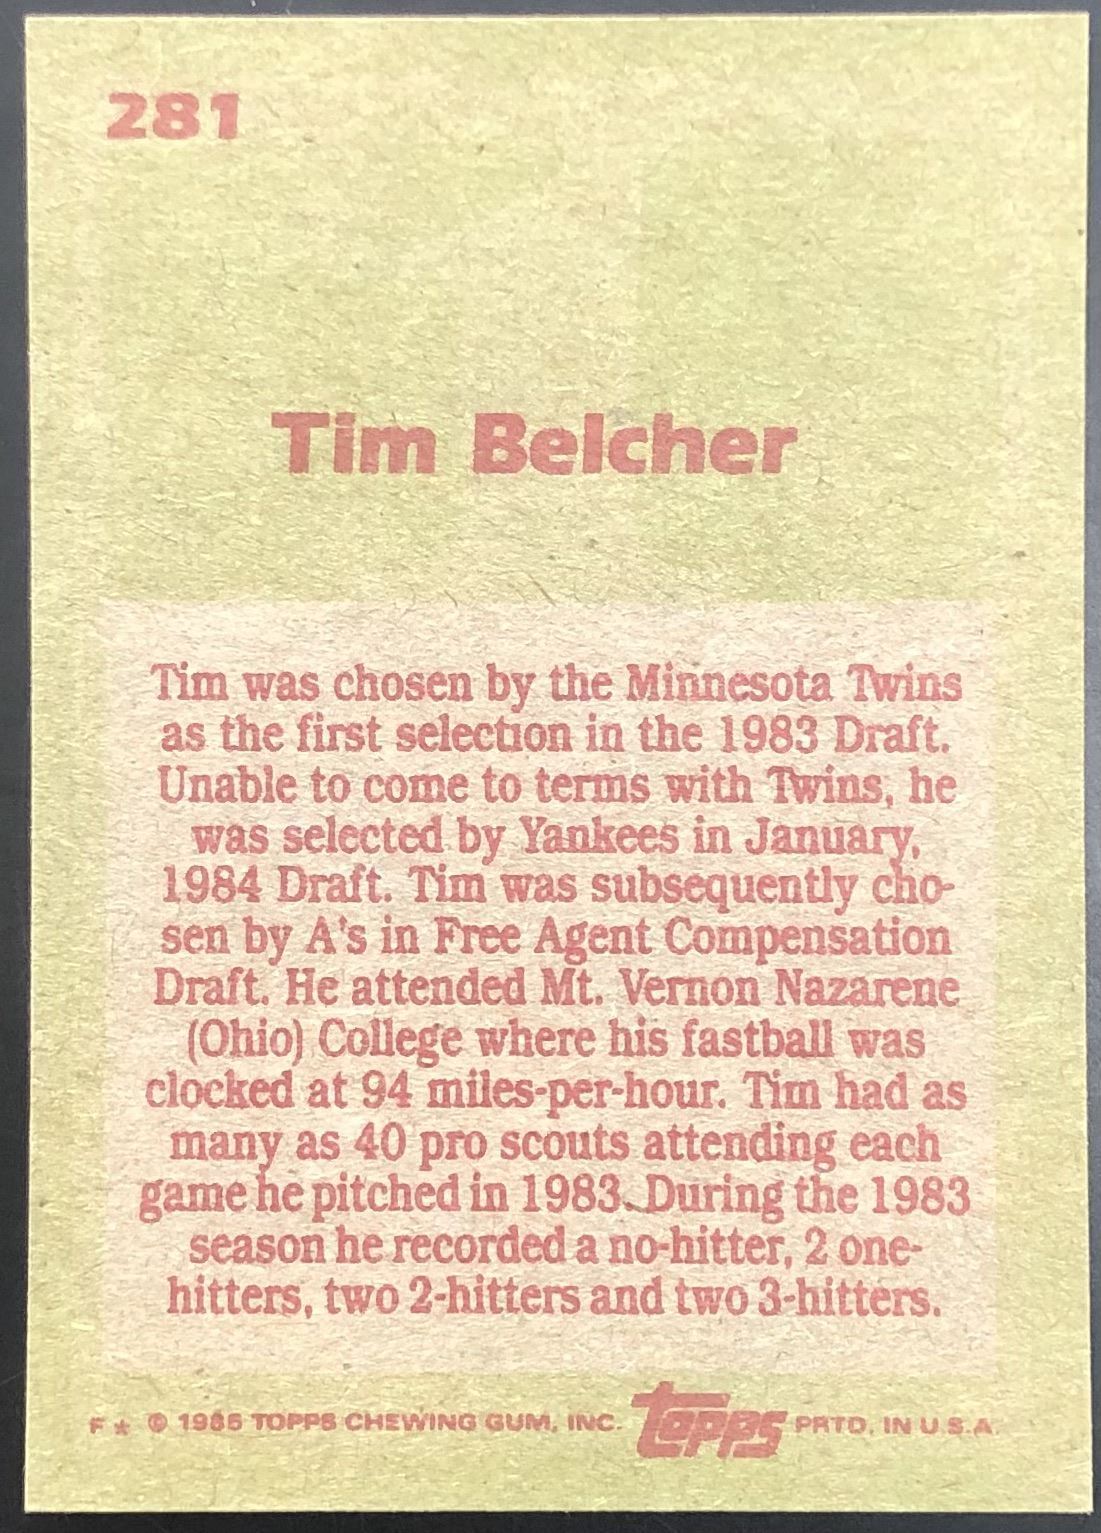 281
Tim Belcher
Tim was chosen by the Minnesota Twins
as the first selection in the 1983 Draft.
Unable to come to terms with Twins, he
was selected by Yankees in January,
1984 Draft. Tim was subsequently cho-
sen by A's in Free Agent Compensation
Draft. He attended Mt. Vernon Nazarene
(Ohio) College where his fastball was
clocked at 94 miles-per-hour. Tim had as
many as 40 pro scouts attending each
game he pitched in 1983. During the 1983
season he recorded a no-hitter, 2 one-
hitters, two 2-hitters and two 3-hitters.
F ★ © 1985 TOPPS CHEWING GUM, INC. topps PRTD. IN U.S.A.